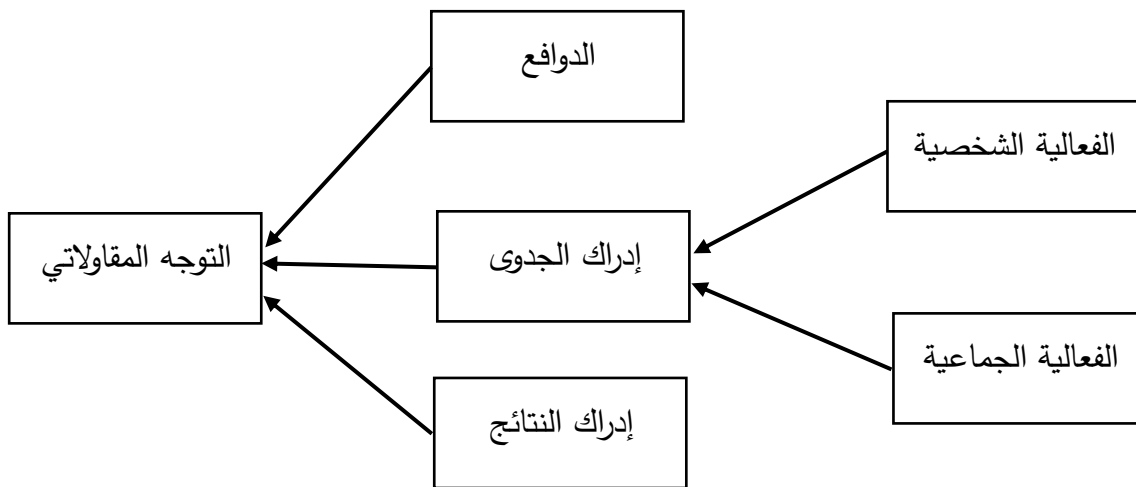 الدوافع
الفعالية الشخصية
إدراك الجدوى
التوجه المقاولاتي
الفعالية الجماعية
إدراك النتائج